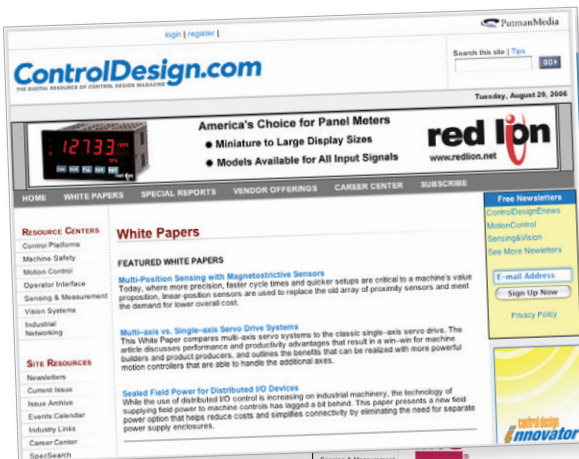 login | register |
PutmanMedia
ControlDesign.com
THE DIGITAL RESOURCE OF CONTROL DESIGN MAGAZINE
Search this site | Tips
GO
Tuesday, August 29, 2006
12733
America's Choice for Panel Meters
● Miniature to Large Display Sizes
● Models Available for All Input Signals
red lion
www.redlion.net
HOME WHITE PAPERS SPECIAL REPORTS VENDOR OFFERINGS CAREER CENTER SUBSCRIBE
RESOURCE CENTERS
Control Platforms
Machine Safety
Motion Control
Operator Interface
Sensing & Measurement
Vision Systems
Industrial
Networking
SITE RESOURCES
Newsletters
Current Issue
Issue Archive
Events Calendar
Industry Links
Career Center
SpecSearch
White Papers
FEATURED WHITE PAPERS
Multi-Position Sensing with Magnetostrictive Sensors
Today, where more precision, faster cycle times and quicker setups are critical to a machine's value
proposition, linear-position sensors are used to replace the old array of proximity sensors and meet
the demand for lower overall cost.
Multi-axis vs. Single-axis Servo Drive Systems
This White Paper compares multi-axis servo systems to the classic single-axis servo drive. The
article discusses performance and productivity advantages that result in a win-win for machine
builders and product producers, and outlines the benefits that can be realized with more powerful
motion controllers that are able to handle the additional axes.
Sealed Field Power for Distributed I/O Devices
While the use of distributed I/O control is increasing on industrial machinery, the technology of
supplying field power to machine controls has lagged a bit behind. This paper presents a new field
power option that helps reduce costs and simplifies connectivity by eliminating the need for separate
power supply enclosures.
Free Newsletters
ControlDesignEnews
MotionControl
Sensing&Vision
See More Newletters
E-mail Address
Sign Up Now
Privacy Policy
control design
innovator